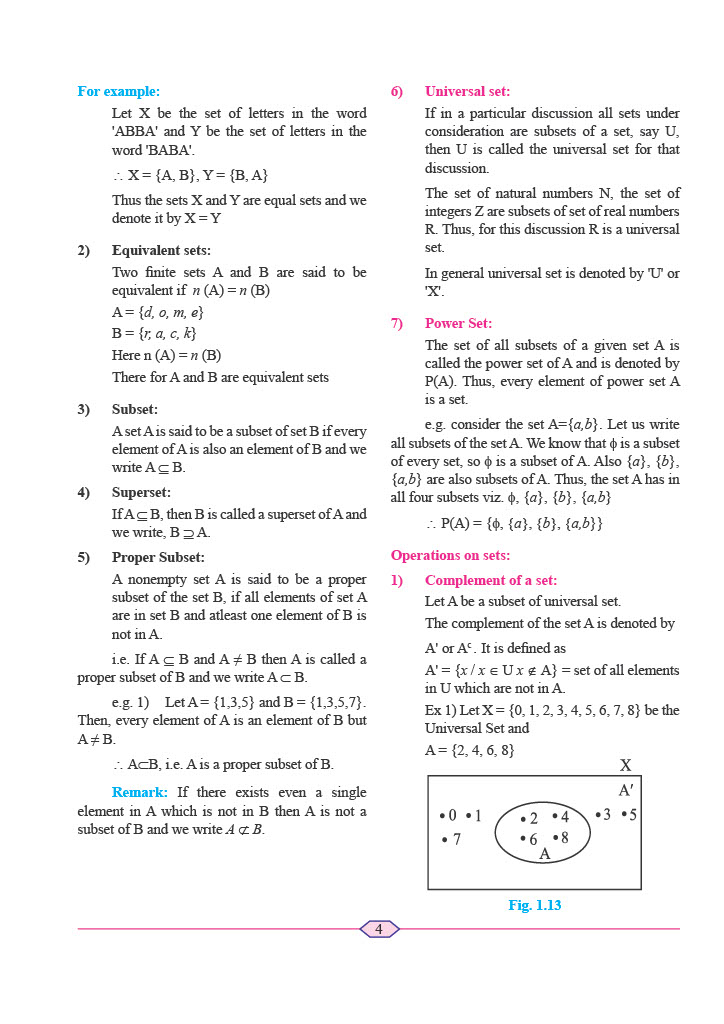 For example:
Let X be the set of letters in the word
'ABBA' and Y be the set of letters in the
word 'BABA'.
∴ X = {A, B}, Y = {B, A}
Thus the sets X and Y are equal sets and we
denote it by X = Y
2) Equivalent sets:
Two finite sets A and B are said to be
equivalent if n (A) = n (B)
A = {d, o, m, e}
B = {r, a, c, k}
Here n (A) = n (B)
There for A and B are equivalent sets
3) Subset:
A set A is said to be a subset of set B if every
element of A is also an element of B and we
write A ⊆ B.
4) Superset:
If A ⊆ B, then B is called a superset of A and
we write, B ⊇ A.
5) Proper Subset:
A nonempty set A is said to be a proper
subset of the set B, if all elements of set A
are in set B and atleast one element of B is
not in A.
i.e. If A ⊆ B and A ≠ B then A is called a
proper subset of B and we write A ⊂ B.
e.g. 1) Let A = {1,3,5} and B = {1,3,5,7}.
Then, every element of A is an element of B but
A ≠ B.
∴ A⊂B, i.e. A is a proper subset of B.
Remark: If there exists even a single
element in A which is not in B then A is not a
subset of B and we write A ⊄ B.
6) Universal set:
If in a particular discussion all sets under
consideration are subsets of a set, say U,
then U is called the universal set for that
discussion.
The set of natural numbers N, the set of
integers Z are subsets of set of real numbers
R. Thus, for this discussion R is a universal
set.
In general universal set is denoted by 'U' or
'X'.
7) Power Set:
The set of all subsets of a given set A is
called the power set of A and is denoted by
P(A). Thus, every element of power set A
is a set.
e.g. consider the set A={a,b}. Let us write
all subsets of the set A. We know that ϕ is a subset
of every set, so ϕ is a subset of A. Also {a}, {b},
{a,b} are also subsets of A. Thus, the set A has in
all four subsets viz. ϕ, {a}, {b}, {a,b}
∴ P(A) = {ϕ, {a}, {b}, {a,b}}
Operations on sets:
1) Complement of a set:
Let A be a subset of universal set.
The complement of the set A is denoted by
A' or Aᶜ. It is defined as
A' = {x / x ∈ U x ∉ A} = set of all elements
in U which are not in A.
Ex 1) Let X = {0, 1, 2, 3, 4, 5, 6, 7, 8} be the
Universal Set and
A = {2, 4, 6, 8}
X
A′
•0 •1 •2 •4 •3 •5
•7 •6 •8
A
Fig. 1.13
4